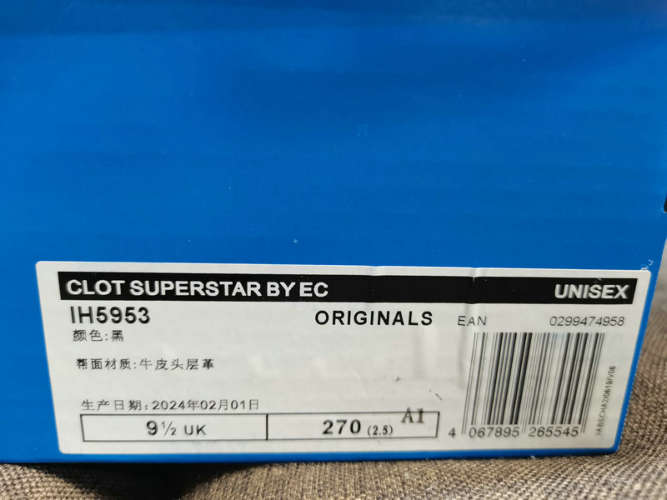 CLOT SUPERSTAR BY EC UNISEX
IH5953 ORIGINALS EAN 0299474958
颜色:黑
帮面材质:牛皮头层革
生产日期:2024年02月01日
9½ UK 270 (2.5) A1
4 067895 265545